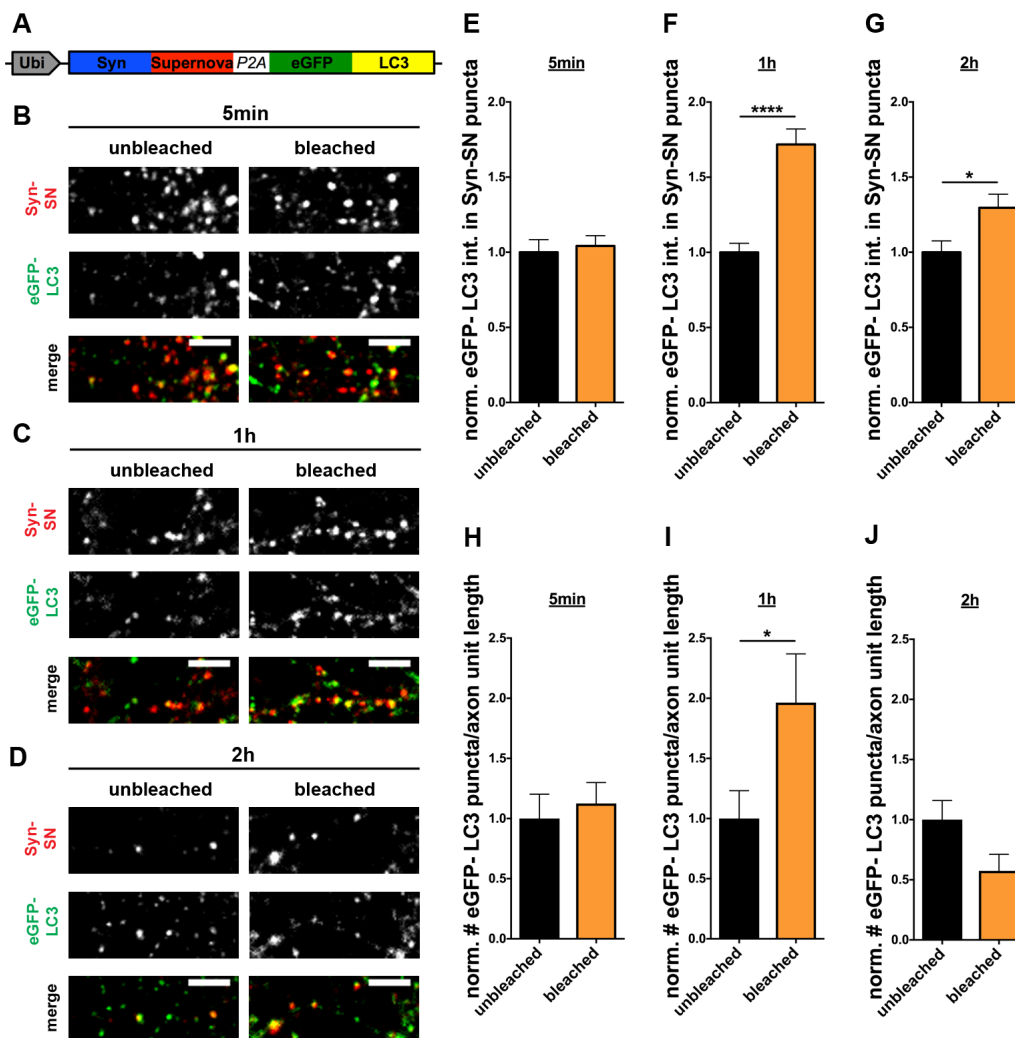 A
Ubi Syn Supernova P2A eGFP LC3
B
5min
unbleached bleached
Syn-
SN
eGFP-
LC3
merge
C
1h
unbleached bleached
Syn-
SN
eGFP-
LC3
merge
D
2h
unbleached bleached
Syn-
SN
eGFP-
LC3
merge
E
5min
norm. eGFP- LC3 int. in Syn-SN puncta
2.0
1.5
1.0
0.5
0.0
unbleached
bleached
F
1h
norm. eGFP- LC3 int. in Syn-SN puncta
2.0
1.5
1.0
0.5
0.0
****
unbleached
bleached
G
2h
norm. eGFP- LC3 int. in Syn-SN puncta
2.0
1.5
1.0
0.5
0.0
*
unbleached
bleached
H
5min
norm. # eGFP- LC3 puncta/axon unit length
2.5
2.0
1.5
1.0
0.5
0.0
unbleached
bleached
I
1h
norm. # eGFP- LC3 puncta/axon unit length
2.5
2.0
1.5
1.0
0.5
0.0
*
unbleached
bleached
J
2h
norm. # eGFP- LC3 puncta/axon unit length
2.5
2.0
1.5
1.0
0.5
0.0
unbleached
bleached